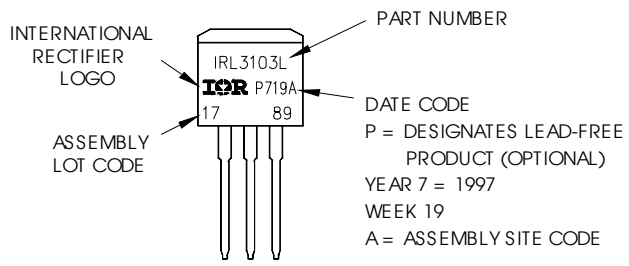 INTERNATIONAL
RECTIFIER
LOGO
ASSEMBLY
LOT CODE
IRL3103L
IOR P719A
17 89
PART NUMBER
DATE CODE
P = DESIGNATES LEAD-FREE
PRODUCT (OPTIONAL)
YEAR 7 = 1997
WEEK 19
A = ASSEMBLY SITE CODE